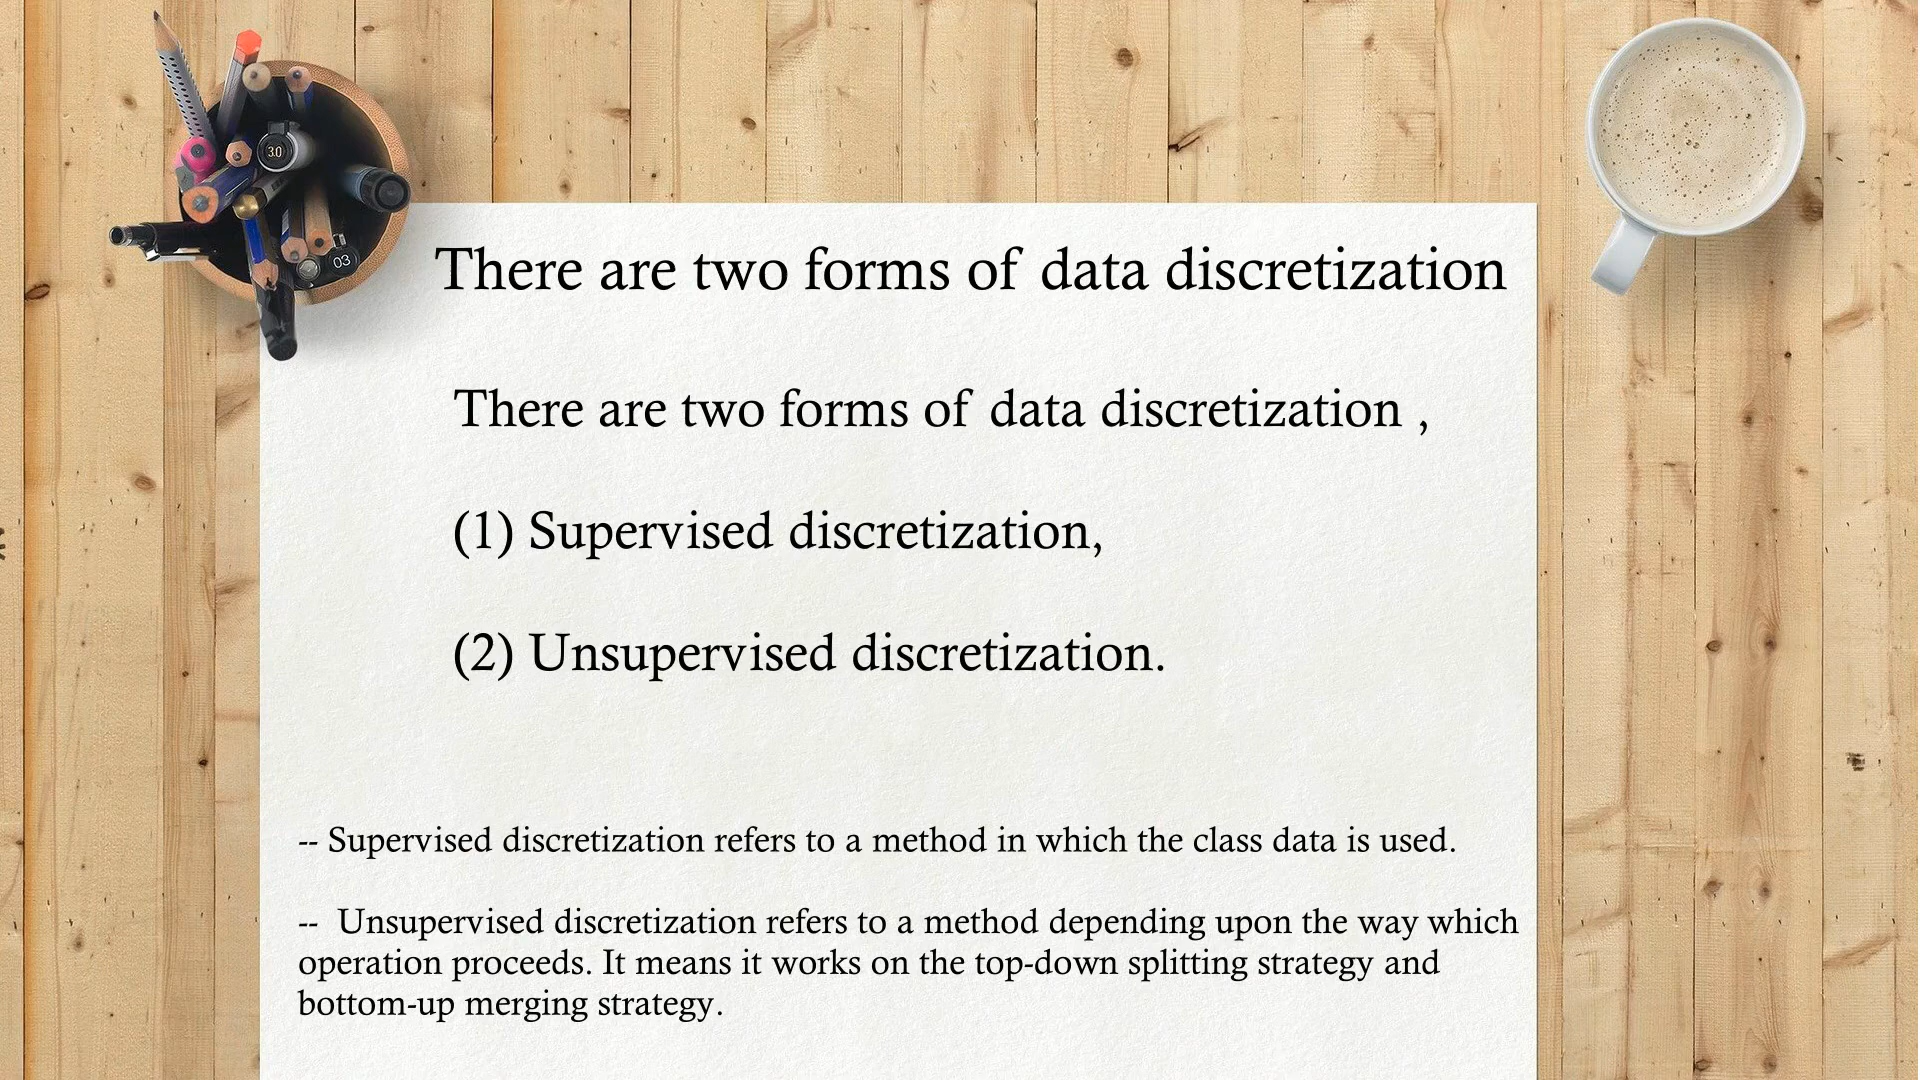 3.0
03
There are two forms of data discretization
There are two forms of data discretization ,
(1) Supervised discretization,
(2) Unsupervised discretization.
-- Supervised discretization refers to a method in which the class data is used.
-- Unsupervised discretization refers to a method depending upon the way which
operation proceeds. It means it works on the top-down splitting strategy and
bottom-up merging strategy.